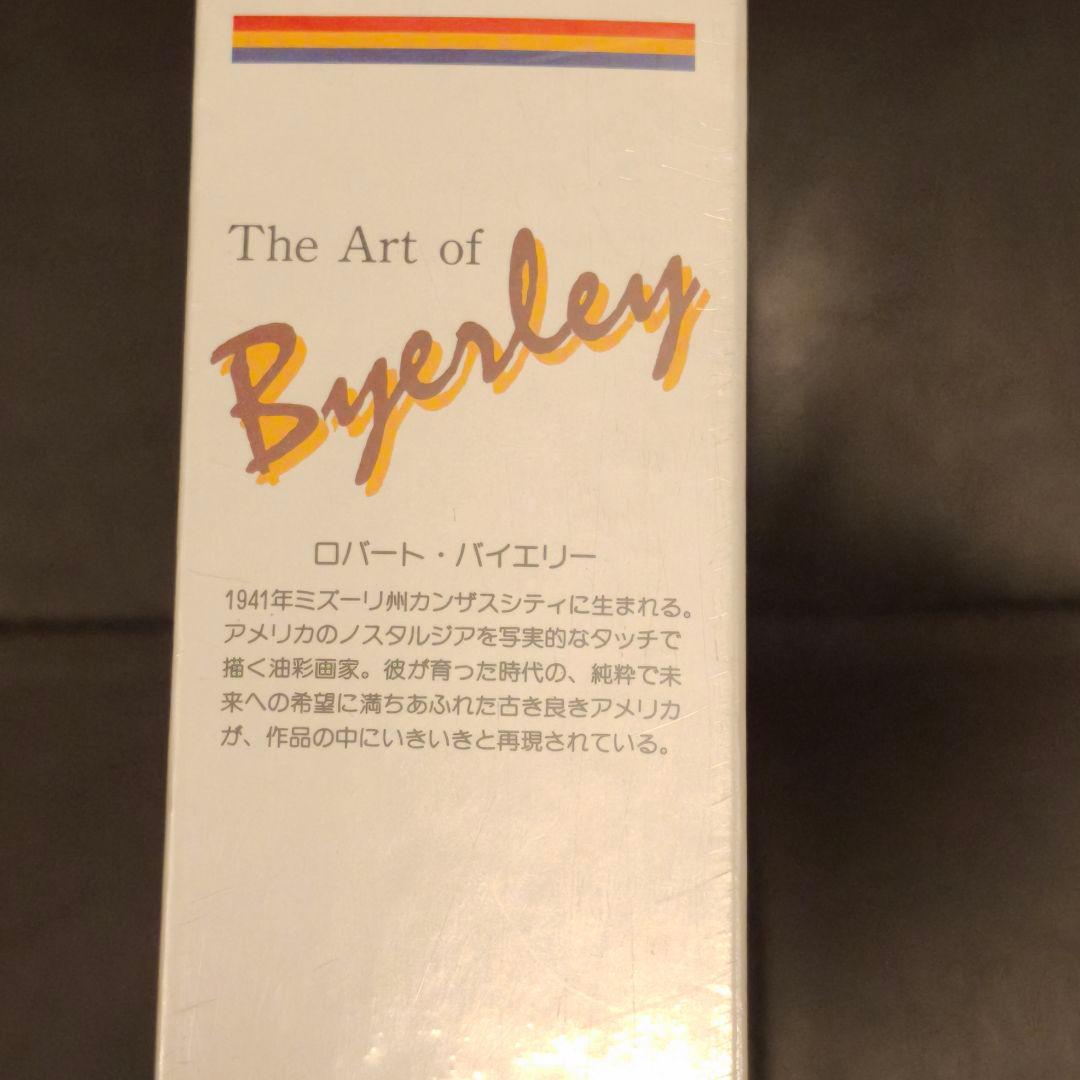 The Art of
Byerley
ロバート・バイエリー
1941年ミズーリ州カンザスシティに生まれる。
アメリカのノスタルジアを写実的なタッチで
描く油彩画家。彼が育った時代の、純粋で未
来への希望に満ちあふれた古き良きアメリカ
が、作品の中にいきいきと再現されている。